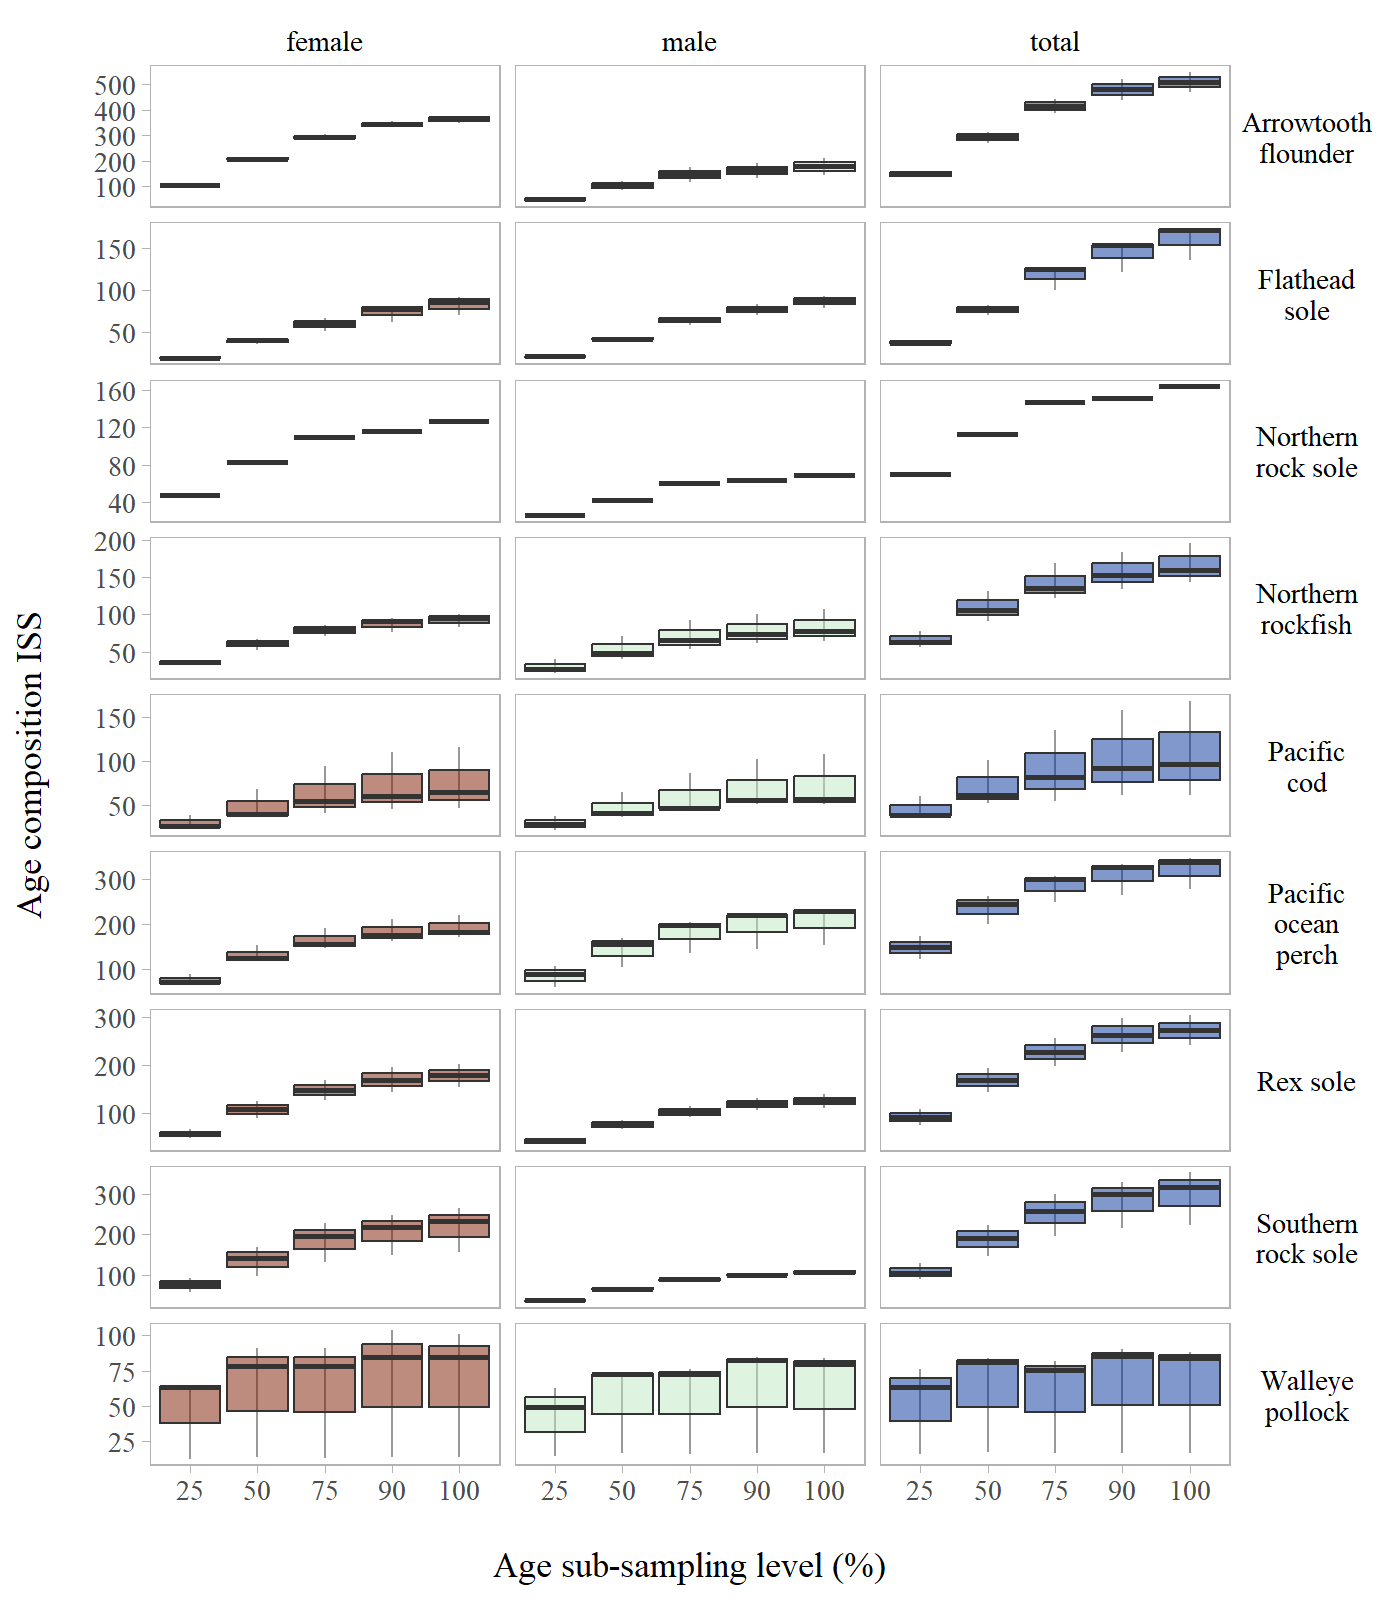 female male total
500
400
300
200
100
Arrowtooth
flounder
150
100
50
Flathead
sole
160
120
80
40
Northern
rock sole
200
150
100
50
Northern
rockfish
150
100
50
Pacific
cod
300
200
100
Pacific
ocean
perch
300
200
100
Rex sole
300
200
100
Southern
rock sole
100
75
50
25
Walleye
pollock
Age composition ISS
25 50 75 90 100 25 50 75 90 100 25 50 75 90 100
Age sub-sampling level (%)